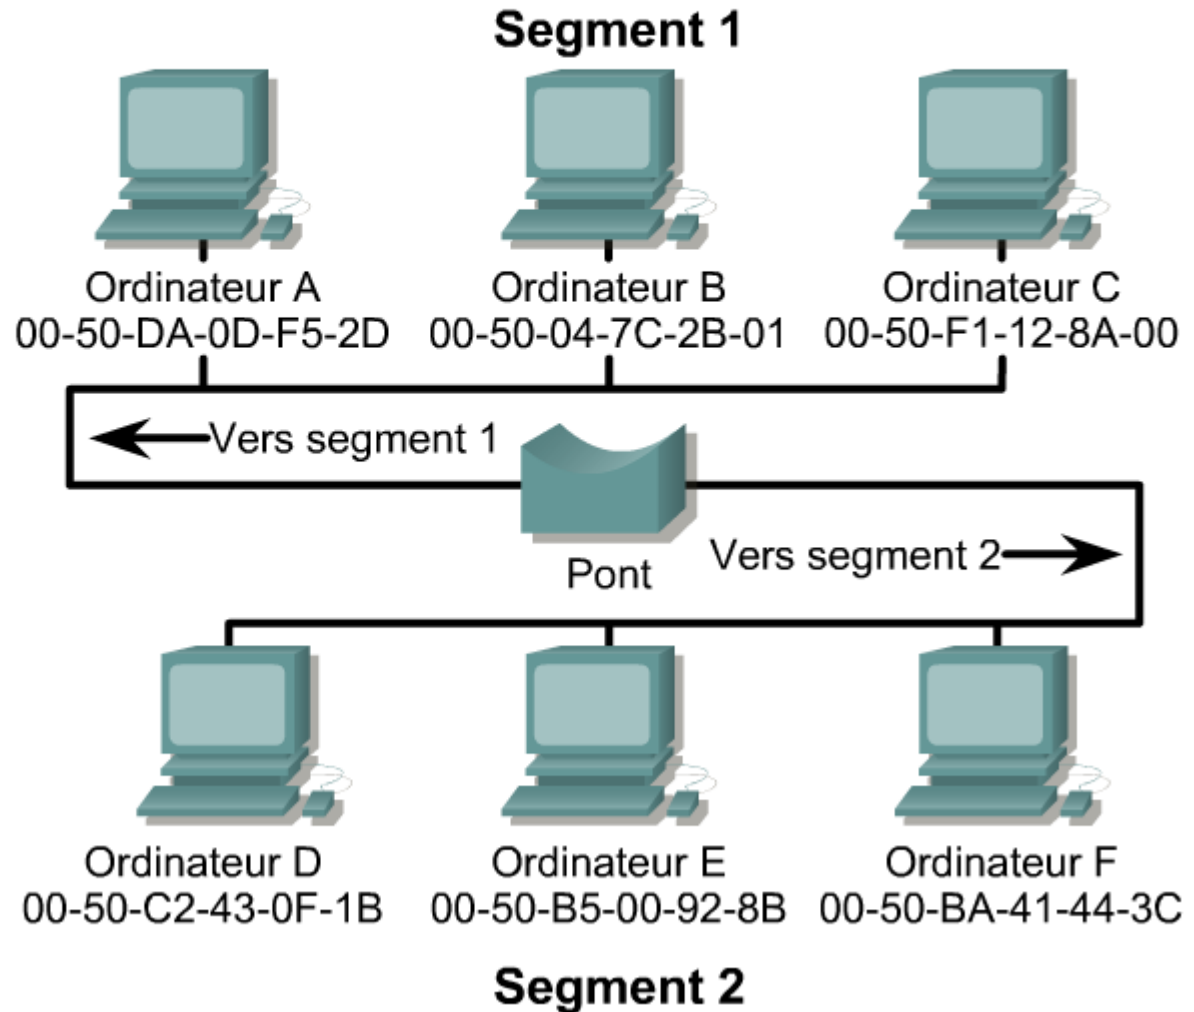 Segment 1
Ordinateur A
00-50-DA-0D-F5-2D
Ordinateur B
00-50-04-7C-2B-01
Ordinateur C
00-50-F1-12-8A-00
Vers segment 1
Pont
Vers segment 2
Ordinateur D
00-50-C2-43-0F-1B
Ordinateur E
00-50-B5-00-92-8B
Ordinateur F
00-50-BA-41-44-3C
Segment 2